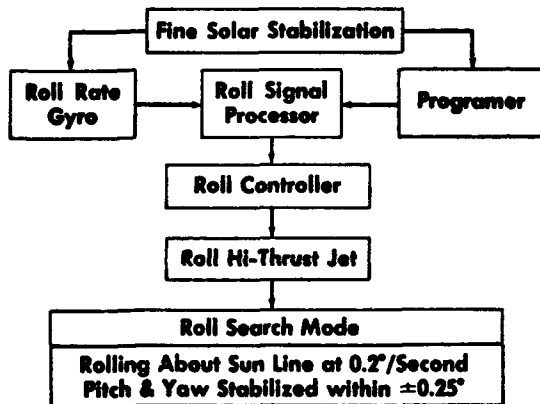 Fine Solar Stabilization
Roll Rate
Gyro
Roll Signal
Processor
Programer
Roll Controller
Roll Hi-Thrust Jet
Roll Search Mode
Rolling About Sun Line at 0.2°/Second
Pitch & Yaw Stabilized within ±0.25°